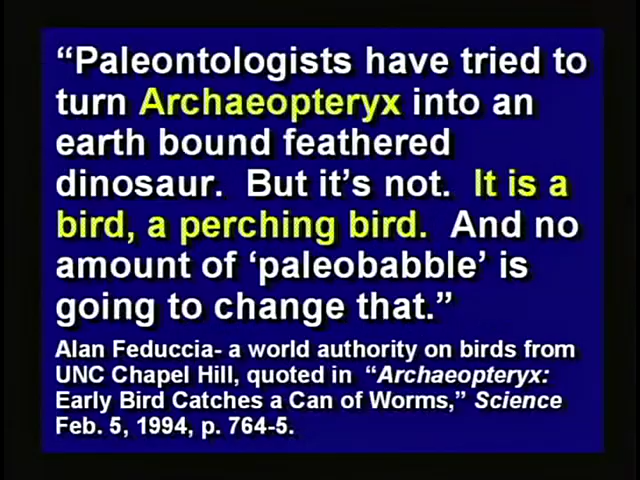 “Paleontologists have tried to
turn Archaeopteryx into an
earth bound feathered
dinosaur.  But it’s not.  It is a
bird, a perching bird.  And no
amount of ‘paleobabble’ is
going to change that.”
Alan Feduccia- a world authority on birds from
UNC Chapel Hill, quoted in  “Archaeopteryx:
Early Bird Catches a Can of Worms,” Science
Feb. 5, 1994, p. 764-5.